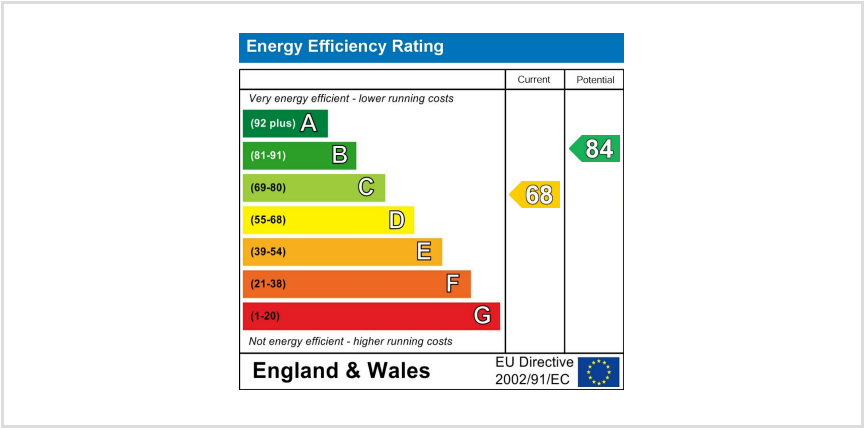 Energy Efficiency Rating
Current Potential
Very energy efficient - lower running costs
(92 plus) A
(81-91) B
84
(69-80) C
68
(55-68) D
(39-54) E
(21-38) F
(1-20) G
Not energy efficient - higher running costs
England & Wales
EU Directive
2002/91/EC